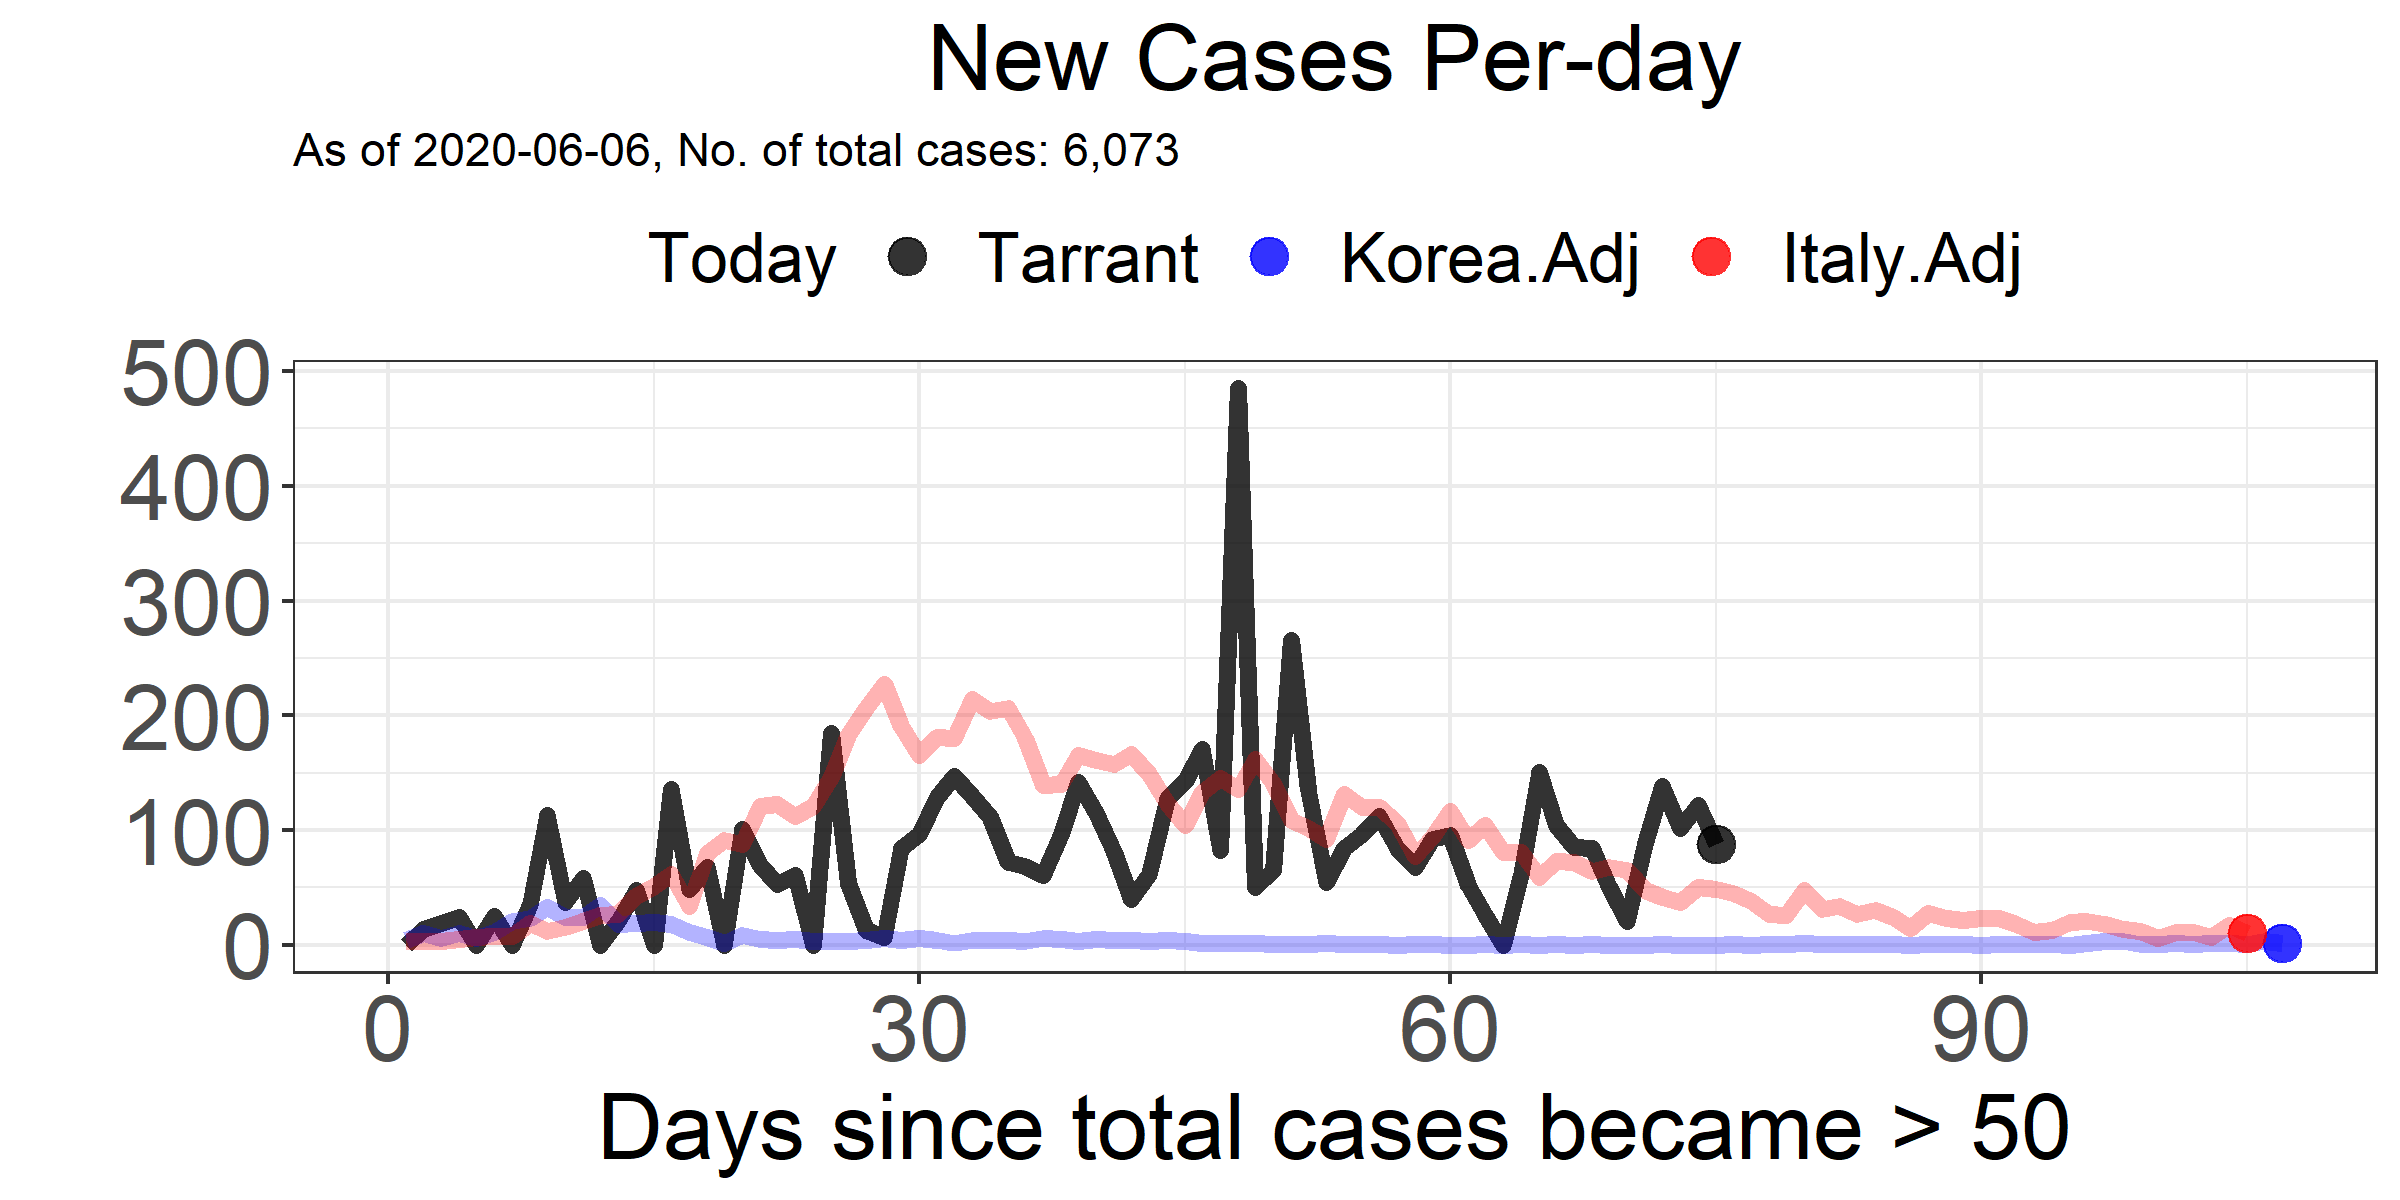 New Cases Per-day
As of 2020-06-06, No. of total cases: 6,073
Today Tarrant Korea.Adj Italy.Adj
500
400
300
200
100
0
0 30 60 90
Days since total cases became > 50